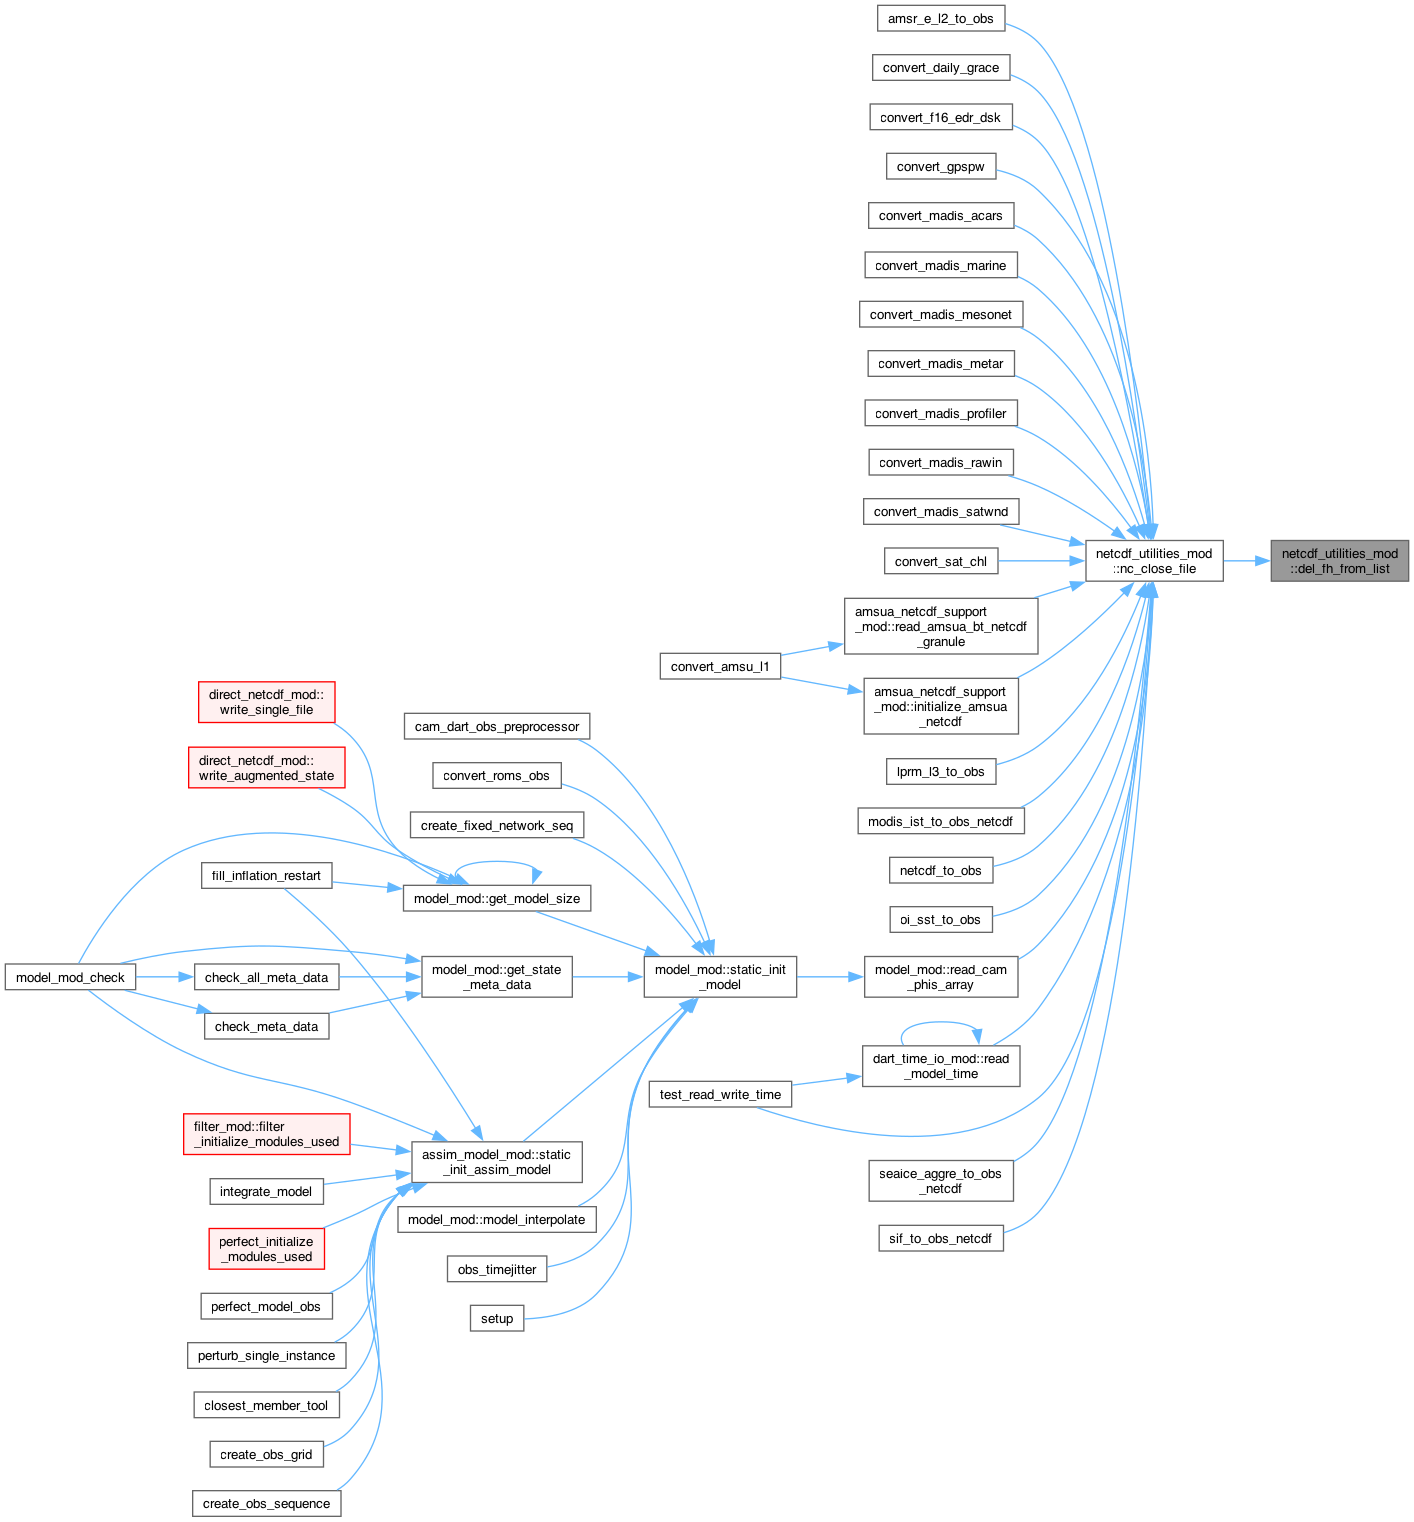 amsr_e_l2_to_obs
convert_daily_grace
convert_f16_edr_dsk
convert_gpspw
convert_madis_acars
convert_madis_marine
convert_madis_mesonet
convert_madis_metar
convert_madis_profiler
convert_madis_rawin
convert_madis_satwnd
netcdf_utilities_mod
::nc_close_file
netcdf_utilities_mod
::del_fh_from_list
convert_sat_chl
amsua_netcdf_support
_mod::read_amsua_bt_netcdf
_granule
convert_amsu_l1
amsua_netcdf_support
_mod::initialize_amsua
_netcdf
direct_netcdf_mod::
write_single_file
cam_dart_obs_preprocessor
direct_netcdf_mod::
write_augmented_state
convert_roms_obs
lprm_l3_to_obs
create_fixed_network_seq
modis_ist_to_obs_netcdf
fill_inflation_restart
netcdf_to_obs
model_mod::get_model_size
oi_sst_to_obs
model_mod_check
check_all_meta_data
model_mod::get_state
_meta_data
model_mod::static_init
_model
model_mod::read_cam
_phis_array
check_meta_data
dart_time_io_mod::read
_model_time
test_read_write_time
filter_mod::filter
_initialize_modules_used
assim_model_mod::static
_init_assim_model
seaice_aggre_to_obs
_netcdf
integrate_model
model_mod::model_interpolate
perfect_initialize
_modules_used
sif_to_obs_netcdf
obs_timejitter
perfect_model_obs
setup
perturb_single_instance
closest_member_tool
create_obs_grid
create_obs_sequence